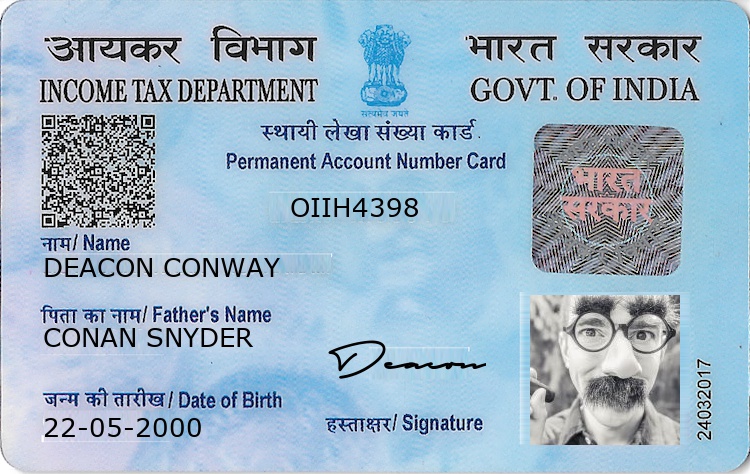 आयकर विभाग
INCOME TAX DEPARTMENT
भारत सरकार
GOVT. OF INDIA
सत्यमेव जयते
स्थायी लेखा संख्या कार्ड
Permanent Account Number Card
OIIH4398
भारत
सरकार
नाम/ Name
DEACON CONWAY
पिता का नाम/ Father's Name
CONAN SNYDER
Deacon
जन्म की तारीख / Date of Birth
22-05-2000
हस्ताक्षर/ Signature
24032017